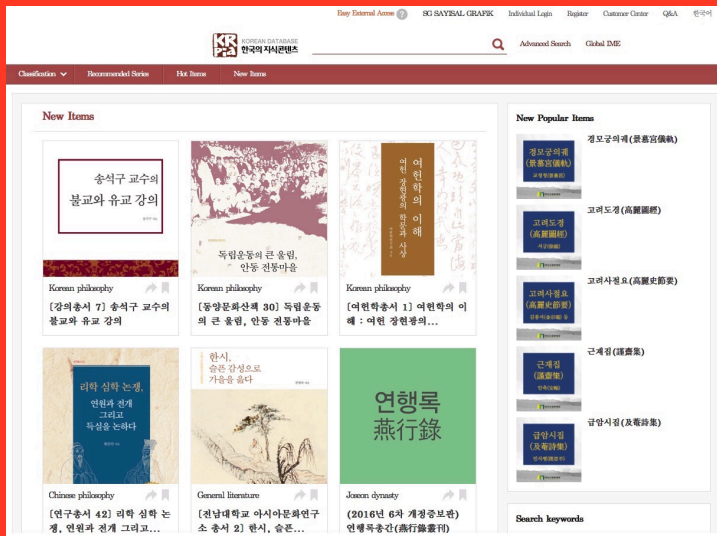 Easy External Access ? SG SAYISAL GRAFIK Individual Login Register Customer Center Q&A 한국어
KR
Pia
KOREAN DATABASE
한국의 지식콘텐츠
Advanced Search Global IME
Classification Recommended Series Hot Items New Items
New Items
송석구 교수의
불교와 유교 강의
Korean philosophy
[강의총서 7] 송석구 교수의
불교와 유교 강의
독립운동의 큰 울림,
안동 전통마을
Korean philosophy
[동양문화산책 30] 독립운동
의 큰 울림, 안동 전통마을
여헌학의 이해
여헌 장현광의 학문과 사상
Korean philosophy
[여헌학총서 1] 여헌학의 이
해 : 여헌 장현광의...
리학 심학 논쟁,
연원과 전개
그리고
득실을 논하다
Chinese philosophy
[연구총서 42] 리학 심학 논
쟁, 연원과 전개 그리고...
한시,
슬픈 감성으로
가을을 읊다
General literature
[전남대학교 아시아문화연구
소 총서 2] 한시, 슬픈...
연행록
燕行錄
Joseon dynasty
(2016년 6차 개정증보판)
연행록총간(燕行錄叢刊)
New Popular Items
경모궁의궤
(景慕宮儀軌)
경모궁의궤(景慕宮儀軌)
고려도경
(高麗圖經)
고려도경(高麗圖經)
고려사절요
(高麗史節要)
고려사절요(高麗史節要)
근재집
(謹齋集)
근재집(謹齋集)
급암시집
(及菴詩集)
급암시집(及菴詩集)
Search keywords